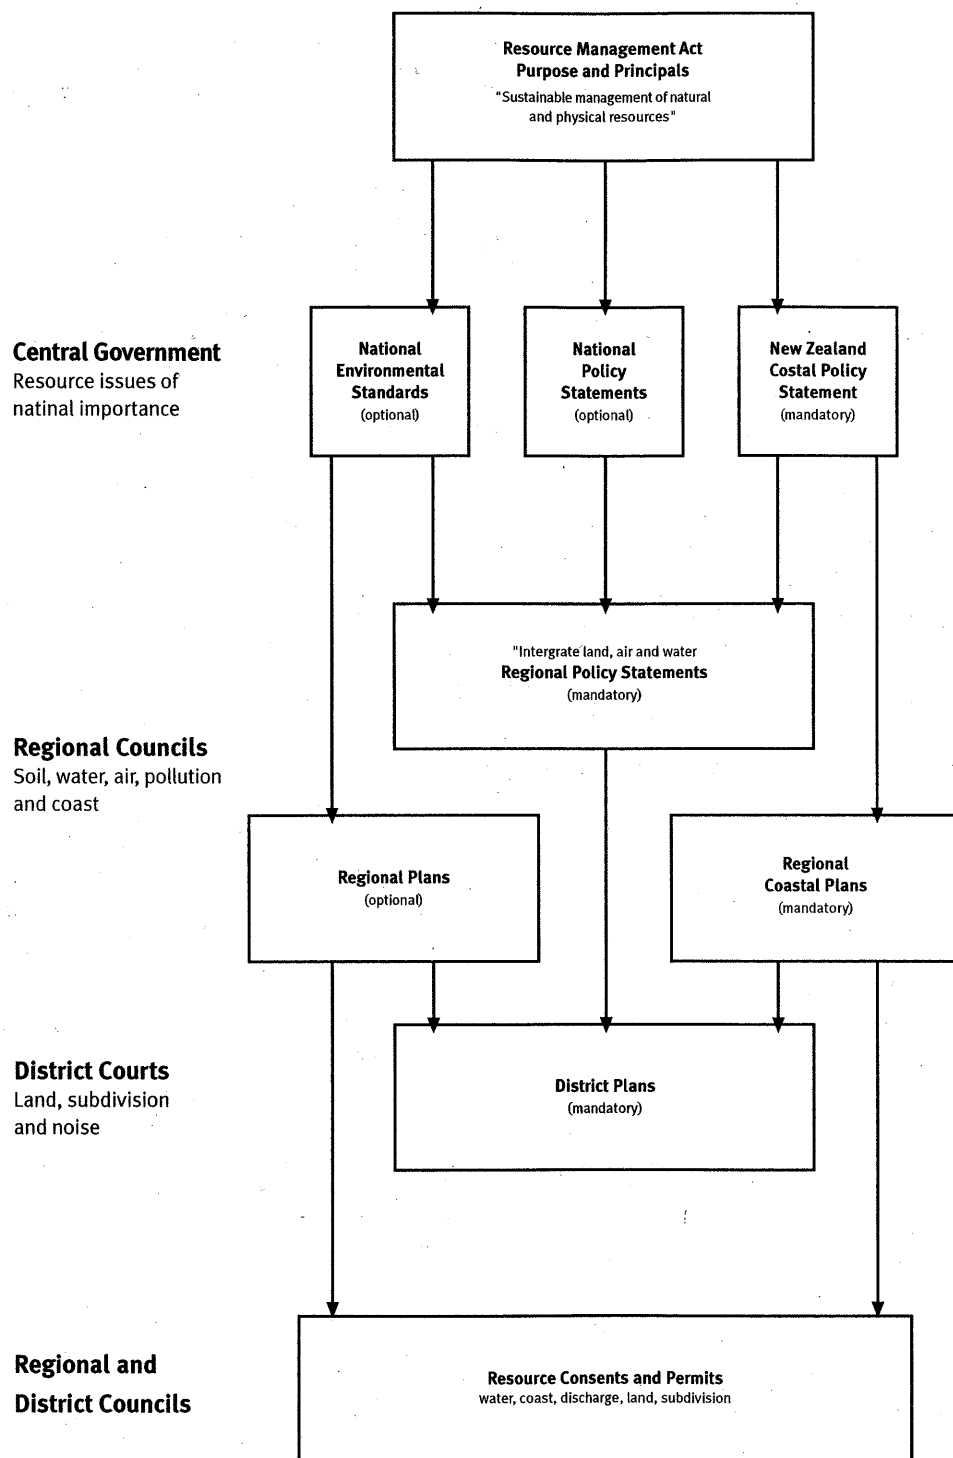 Resource Management Act
Purpose and Principals
"Sustainable management of natural
and physical resources"
Central Government
Resource issues of
natinal importance
National
Environmental
Standards
(optional)
National
Policy
Statements
(optional)
New Zealand
Costal Policy
Statement
(mandatory)
"Intergrate land, air and water
Regional Policy Statements
(mandatory)
Regional Councils
Soil, water, air, pollution
and coast
Regional Plans
(optional)
Regional
Coastal Plans
(mandatory)
District Courts
Land, subdivision
and noise
District Plans
(mandatory)
Regional and
District Councils
Resource Consents and Permits
water, coast, discharge, land, subdivision